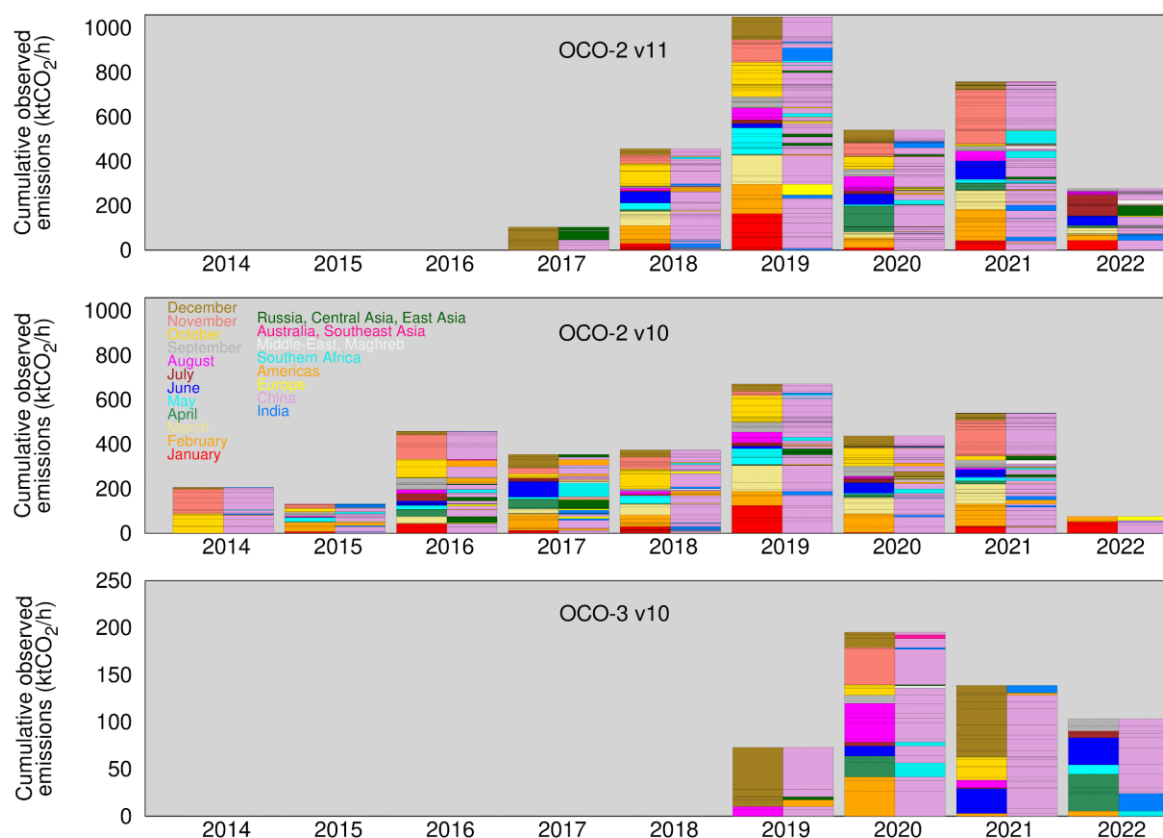 OCO-2 v11
Cumulative observed
emissions (ktCO2/h)
1000
800
600
400
200
0
2014 2015 2016 2017 2018 2019 2020 2021 2022
OCO-2 v10
Cumulative observed
emissions (ktCO2/h)
1000
800
600
400
200
0
December
November
October
September
August
July
June
May
April
March
February
January
Russia, Central Asia, East Asia
Australia, Southeast Asia
Middle-East, Maghreb
Southern Africa
Americas
Europe
China
India
2014 2015 2016 2017 2018 2019 2020 2021 2022
OCO-3 v10
Cumulative observed
emissions (ktCO2/h)
250
200
150
100
50
0
2014 2015 2016 2017 2018 2019 2020 2021 2022